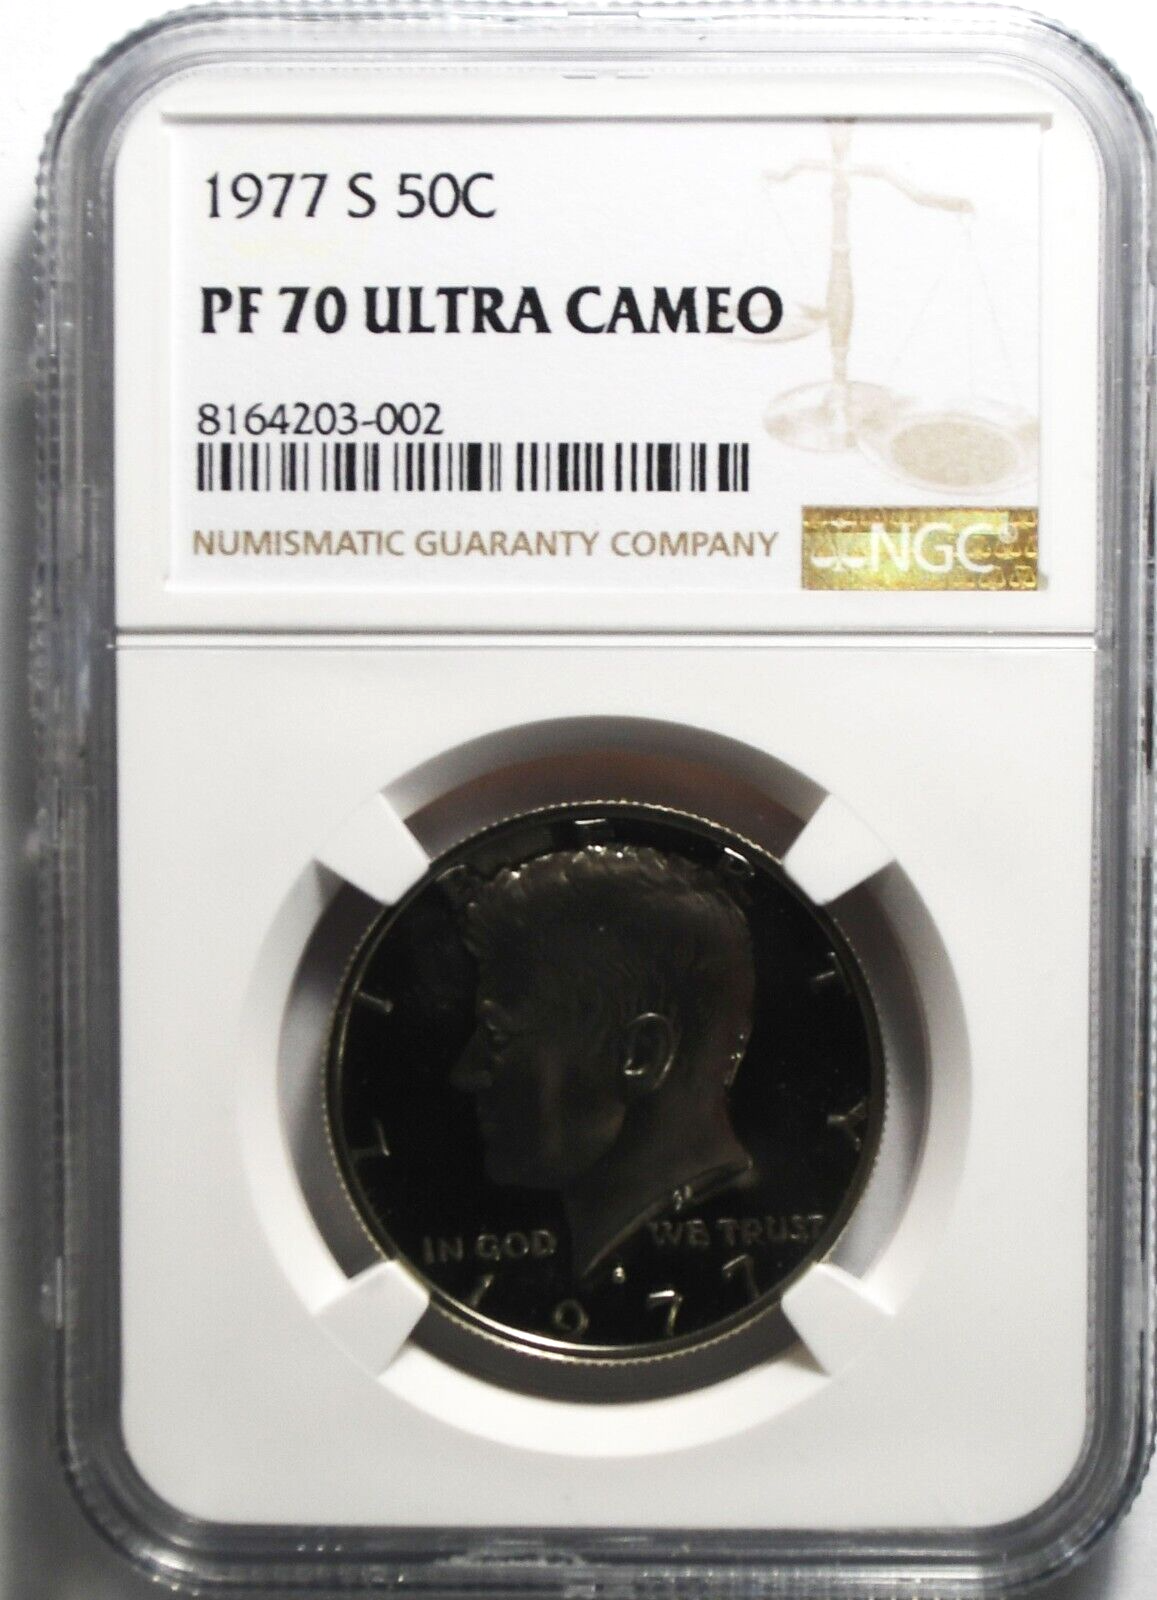 1977 S 50C
PF 70 ULTRA CAMEO
8164203-002
NUMISMATIC GUARANTY COMPANY
NGC
LIBERTY
IN GOD WE TRUST
1977